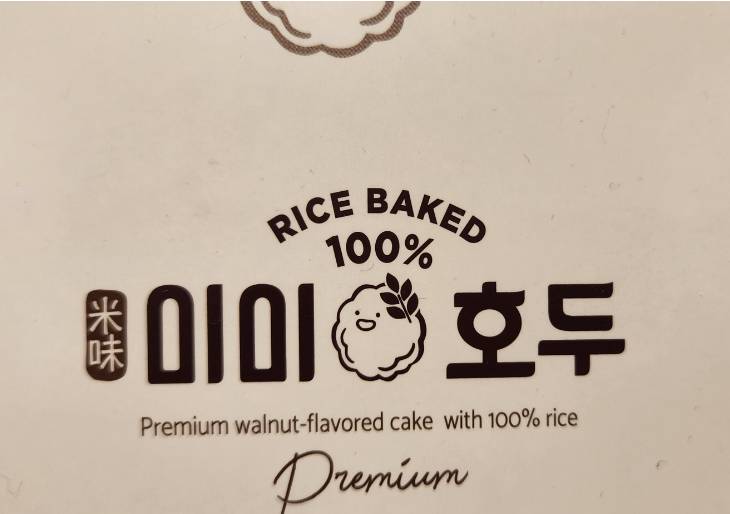 RICE BAKED
100%
米味 미미 호두
Premium walnut-flavored cake with 100% rice
Premium